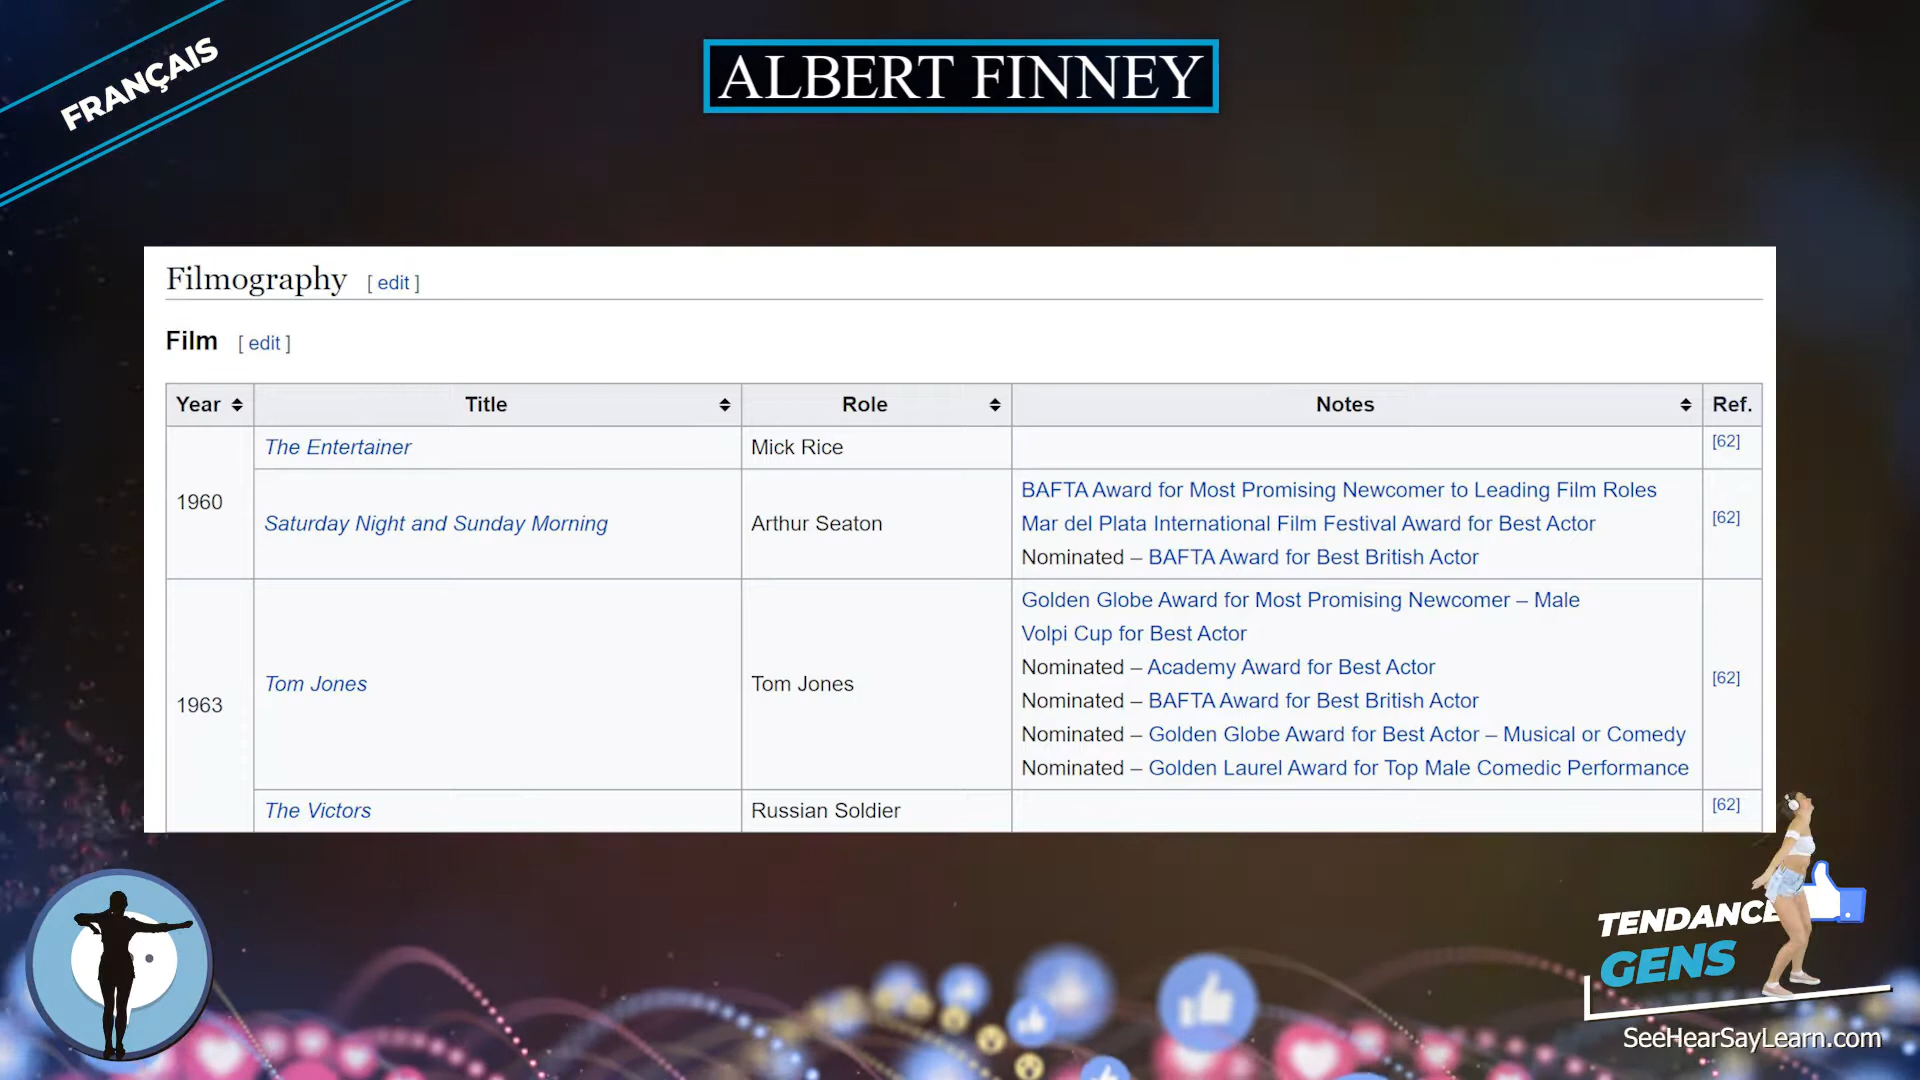 FRANÇAIS
ALBERT FINNEY
Filmography [ edit ]
Film [ edit ]
Year Title Role Notes Ref.
1960
The Entertainer Mick Rice [62]
Saturday Night and Sunday Morning Arthur Seaton
BAFTA Award for Most Promising Newcomer to Leading Film Roles
Mar del Plata International Film Festival Award for Best Actor
Nominated – BAFTA Award for Best British Actor
[62]
1963
Tom Jones Tom Jones
Golden Globe Award for Most Promising Newcomer – Male
Volpi Cup for Best Actor
Nominated – Academy Award for Best Actor
Nominated – BAFTA Award for Best British Actor
Nominated – Golden Globe Award for Best Actor – Musical or Comedy
Nominated – Golden Laurel Award for Top Male Comedic Performance
[62]
The Victors Russian Soldier [62]
TENDANCE
GENS
SeeHearSayLearn.com